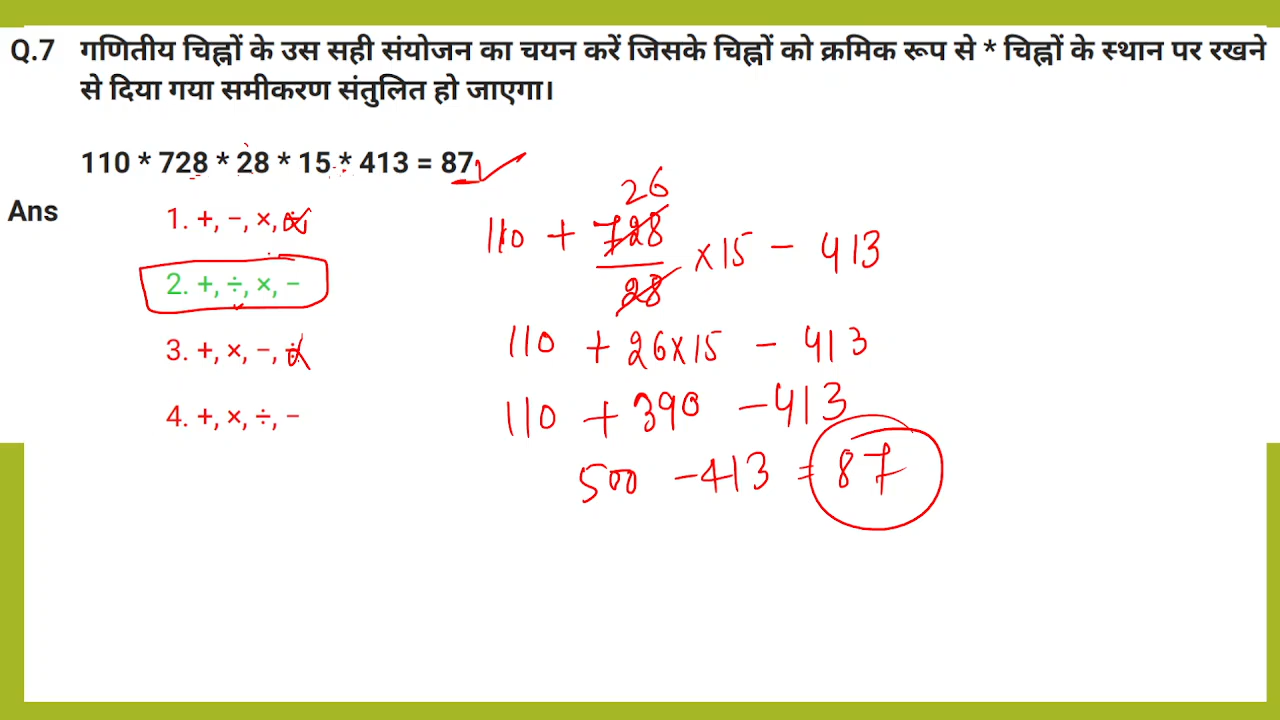 Q.7 गणितीय चिह्नों के उस सही संयोजन का चयन करें जिसके चिह्नों को क्रमिक रूप से * चिह्नों के स्थान पर रखने
से दिया गया समीकरण संतुलित हो जाएगा।
110 * 728 * 28 * 15 * 413 = 87
Ans
1. +, −, ×, ÷
2. +, ÷, ×, −
3. +, ×, −, ÷
4. +, ×, ÷, −
26
110 + 728
× 15 − 413
28
110 + 26 × 15 − 413
110 + 390 − 413
500 − 413 = 87